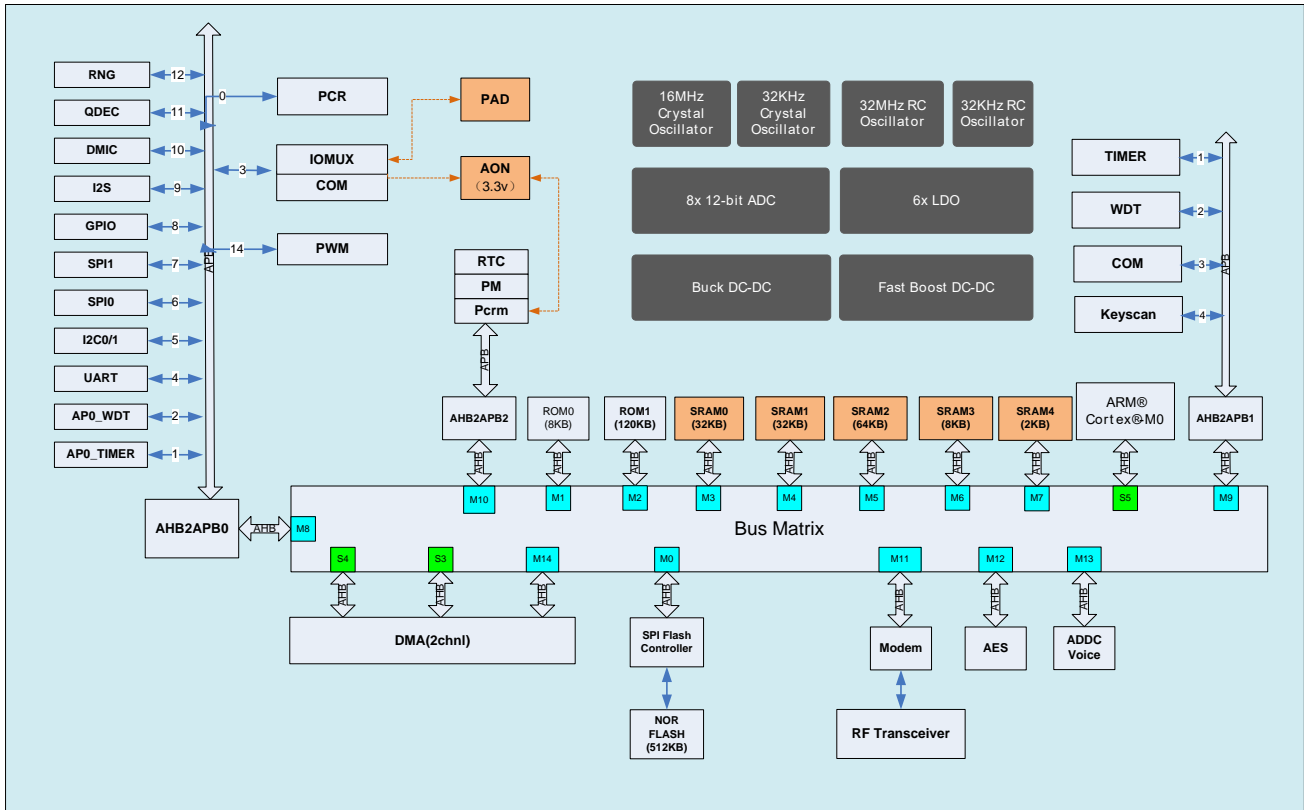 RNG
12
QDEC
11
DMIC
10
I2S
9
GPIO
8
SPI1
7
SPI0
6
I2C0/1
5
UART
4
AP0_WDT
2
AP0_TIMER
1
APB
0
PCR
3
IOMUX
COM
14
PWM
PAD
AON
（3.3v）
RTC
PM
Pcrm
APB
16MHz
Crystal
Oscillator
32KHz
Crystal
Oscillator
32MHz RC
Oscillator
32KHz RC
Oscillator
8x 12-bit ADC
6x LDO
Buck DC-DC
Fast Boost DC-DC
TIMER
1
WDT
2
COM
3
Keyscan
4
APB
AHB2APB2
ROM0
(8KB)
ROM1
(120KB)
SRAM0
(32KB)
SRAM1
(32KB)
SRAM2
(64KB)
SRAM3
(8KB)
SRAM4
(2KB)
ARM®
Cortex®-M0
AHB2APB1
AHB
AHB
AHB
AHB
AHB
AHB
AHB
AHB
AHB
AHB
M10
M1
M2
M3
M4
M5
M6
M7
S5
M9
AHB2APB0
AHB
M8
Bus Matrix
S4
S3
M14
M0
M11
M12
M13
AHB
AHB
AHB
AHB
AHB
AHB
AHB
DMA(2chnl)
SPI Flash
Controller
Modem
AES
ADDC
Voice
NOR
FLASH
(512KB)
RF Transceiver